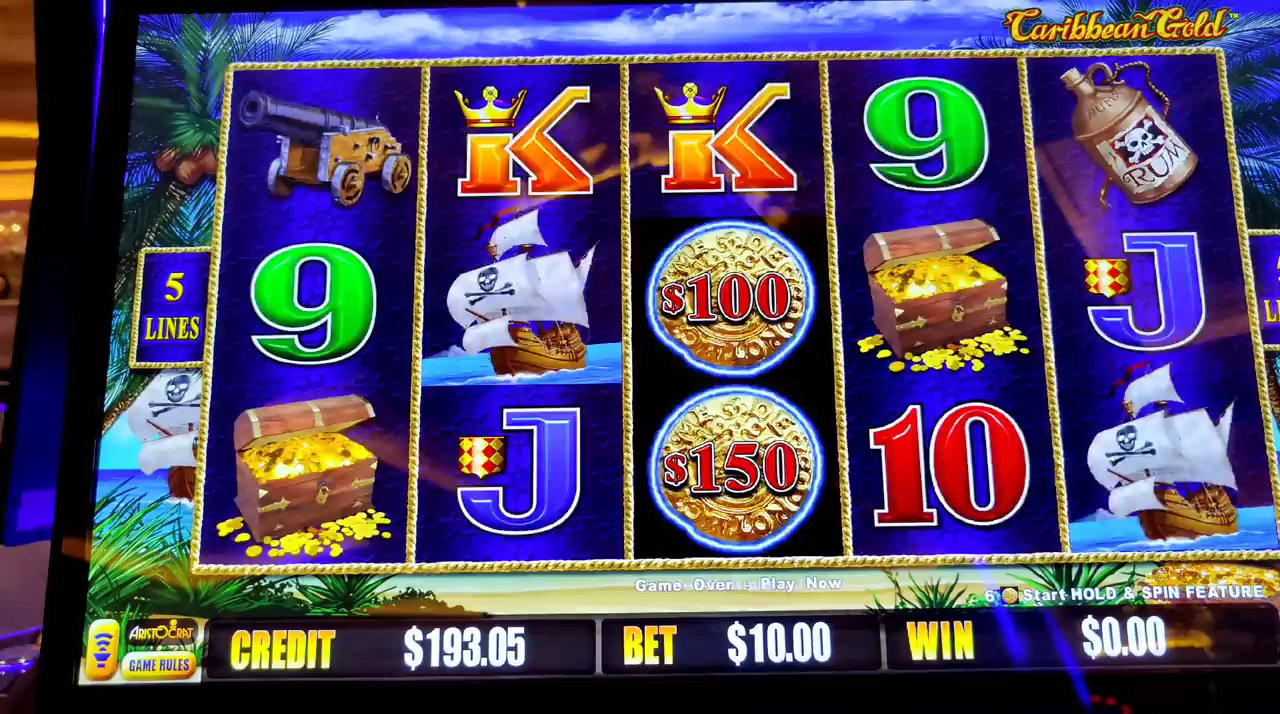 Caribbean Gold™
K
K
9
RUM
5
LINES
9
$100
J
J
$150
10
Game Over - Play Now
6 Start HOLD & SPIN FEATURE
ARISTOCRAT
GAME RULES
CREDIT $193.05
BET $10.00
WIN $0.00